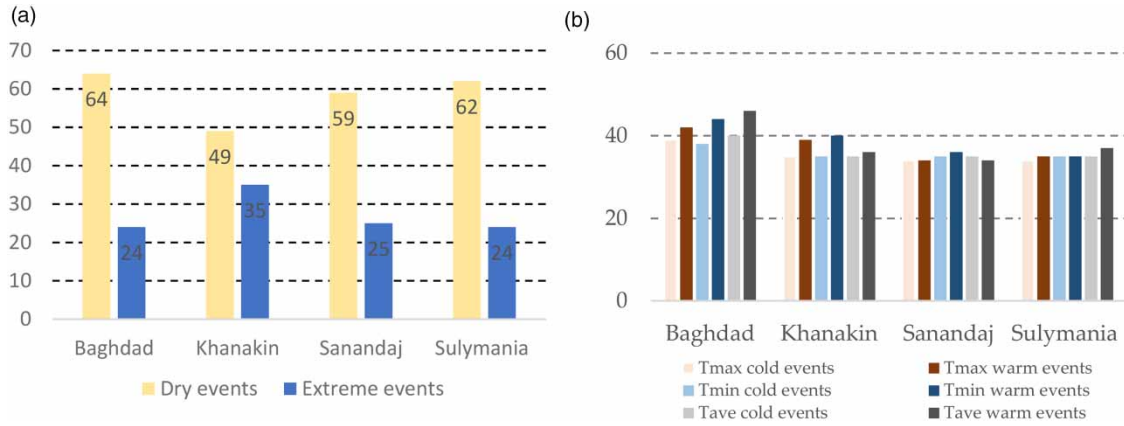 (a)
70
60
50
40
30
20
10
0
64
24
49
35
59
25
62
24
Baghdad Khanakin Sanandaj Sulymania
Dry events Extreme events
(b)
60
40
20
0
Baghdad Khanakin Sanandaj Sulymania
Tmax cold events Tmax warm events
Tmin cold events Tmin warm events
Tave cold events Tave warm events